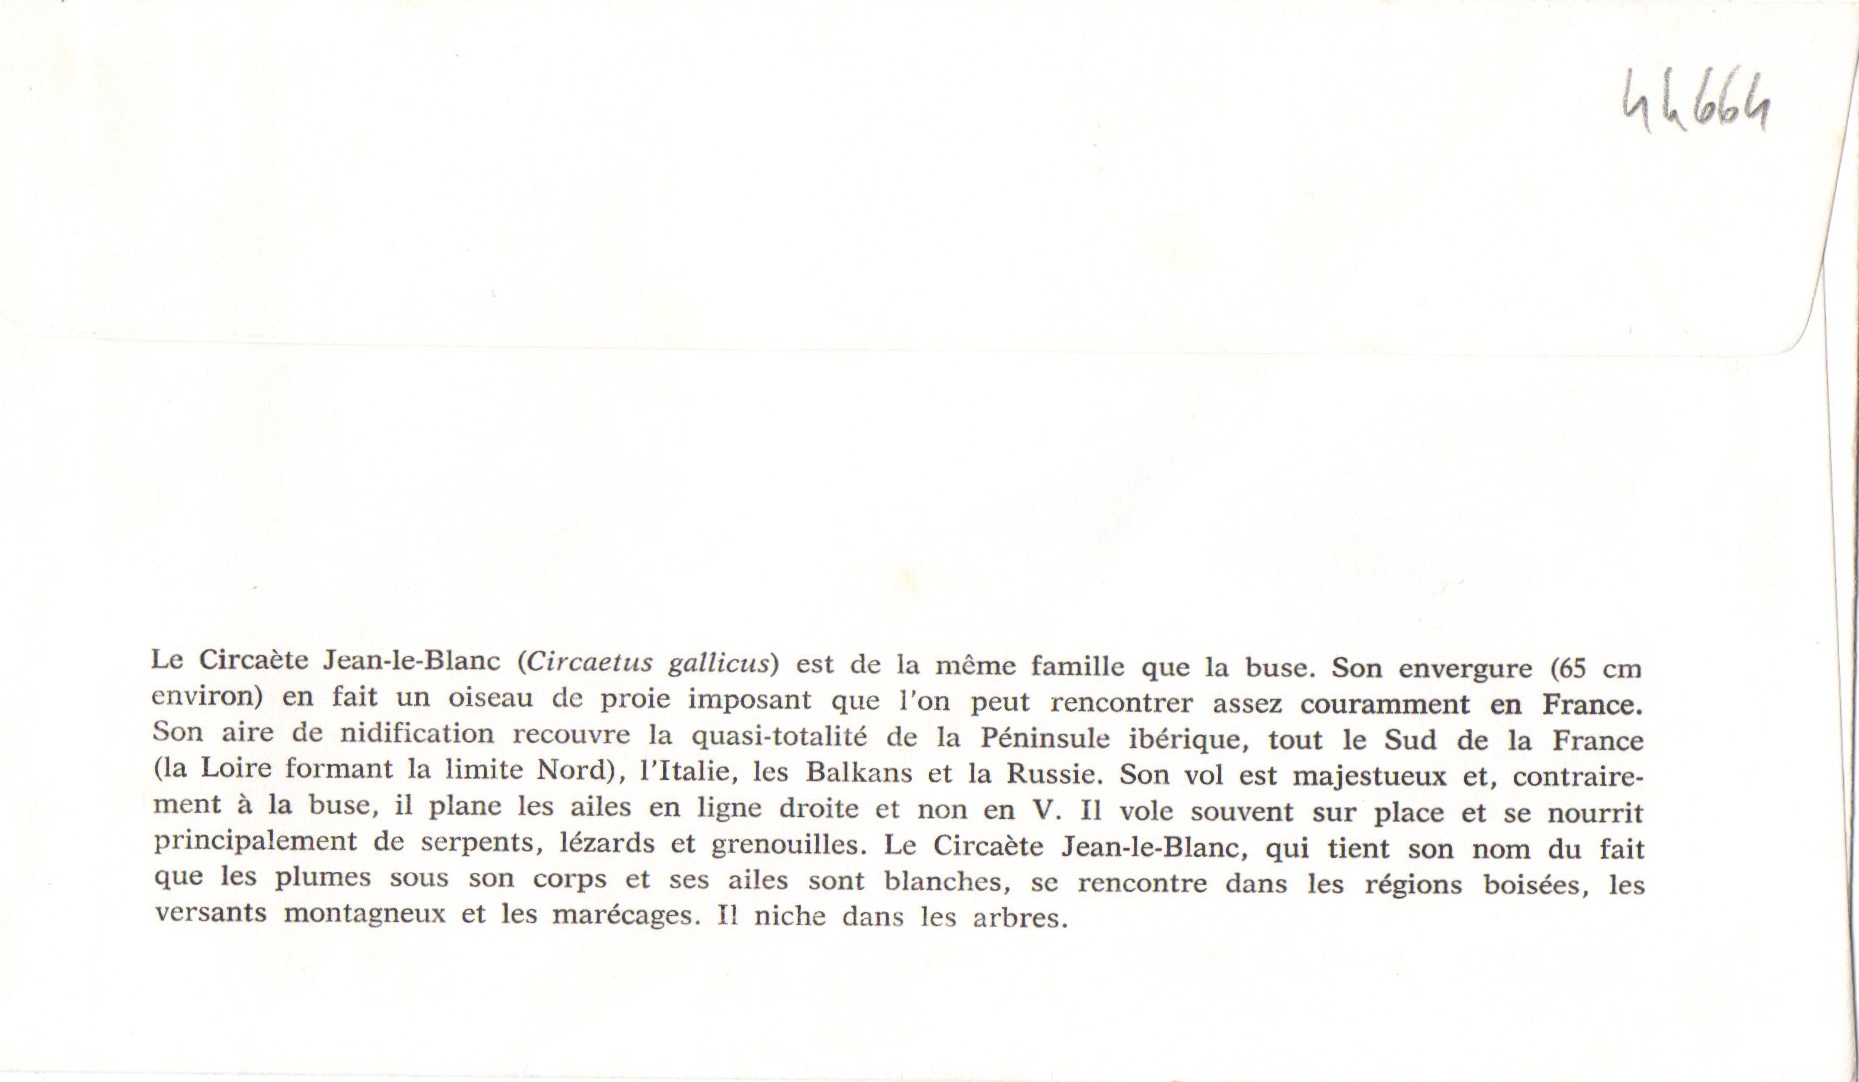 44664
Le Circaète Jean-le-Blanc (Circaetus gallicus) est de la même famille que la buse. Son envergure (65 cm
environ) en fait un oiseau de proie imposant que l'on peut rencontrer assez couramment en France.
Son aire de nidification recouvre la quasi-totalité de la Péninsule ibérique, tout le Sud de la France
(la Loire formant la limite Nord), l'Italie, les Balkans et la Russie. Son vol est majestueux et, contraire-
ment à la buse, il plane les ailes en ligne droite et non en V. Il vole souvent sur place et se nourrit
principalement de serpents, lézards et grenouilles. Le Circaète Jean-le-Blanc, qui tient son nom du fait
que les plumes sous son corps et ses ailes sont blanches, se rencontre dans les régions boisées, les
versants montagneux et les marécages. Il niche dans les arbres.